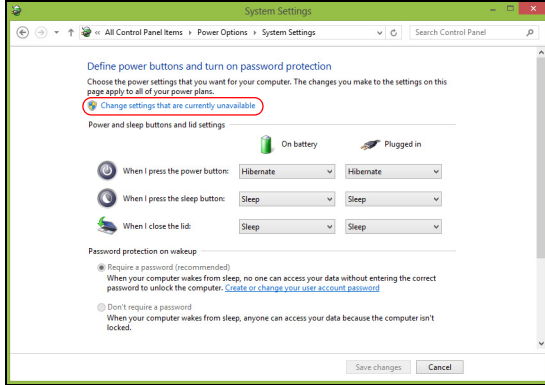 System Settings
« All Control Panel Items ▸ Power Options ▸ System Settings
Search Control Panel
Define power buttons and turn on password protection
Choose the power settings that you want for your computer. The changes you make to the settings on this
page apply to all of your power plans.
Change settings that are currently unavailable
Power and sleep buttons and lid settings
On battery Plugged in
When I press the power button: Hibernate Hibernate
When I press the sleep button: Sleep Sleep
When I close the lid: Sleep Sleep
Password protection on wakeup
Require a password (recommended)
When your computer wakes from sleep, no one can access your data without entering the correct
password to unlock the computer. Create or change your user account password
Don't require a password
When your computer wakes from sleep, anyone can access your data because the computer isn't
locked.
Save changes Cancel